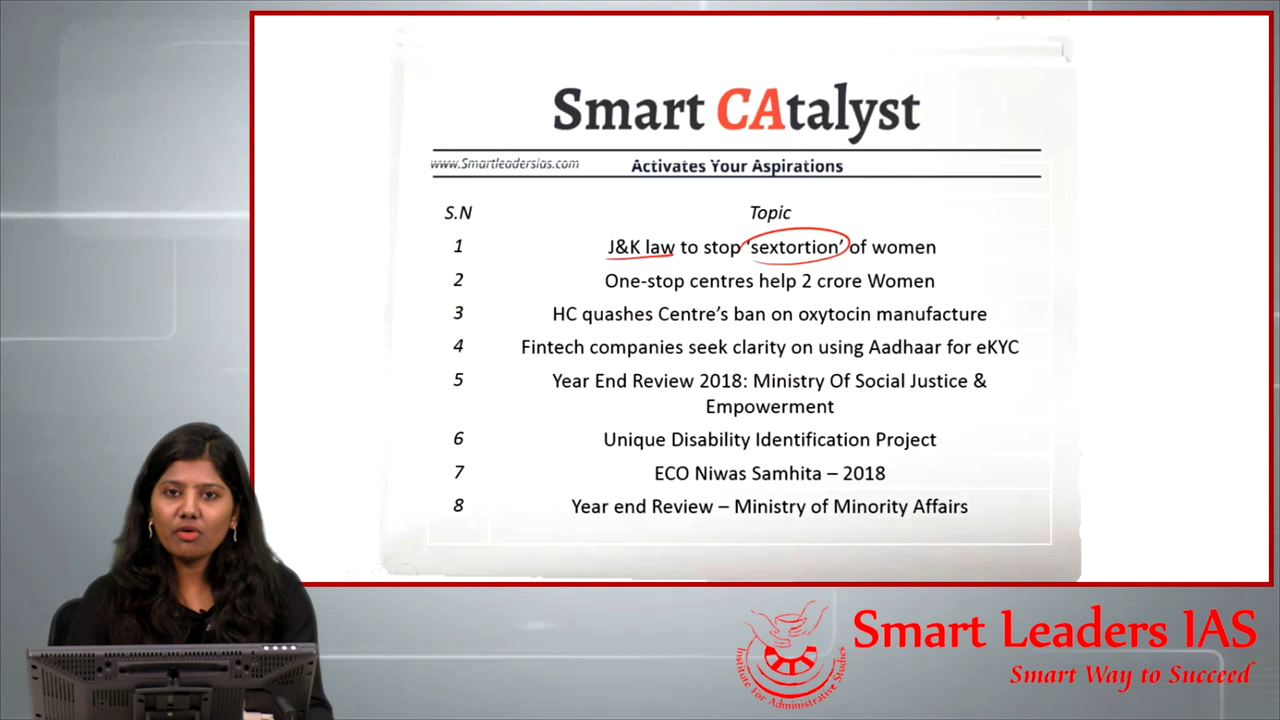 Smart CAtalyst
www.Smartleadersias.com Activates Your Aspirations
S.N Topic
1 J&K law to stop ‘sextortion’ of women
2 One-stop centres help 2 crore Women
3 HC quashes Centre’s ban on oxytocin manufacture
4 Fintech companies seek clarity on using Aadhaar for eKYC
5 Year End Review 2018: Ministry Of Social Justice &
Empowerment
6 Unique Disability Identification Project
7 ECO Niwas Samhita – 2018
8 Year end Review – Ministry of Minority Affairs
Smart Leaders IAS
Smart Way to Succeed
Institute For Administrative Studies